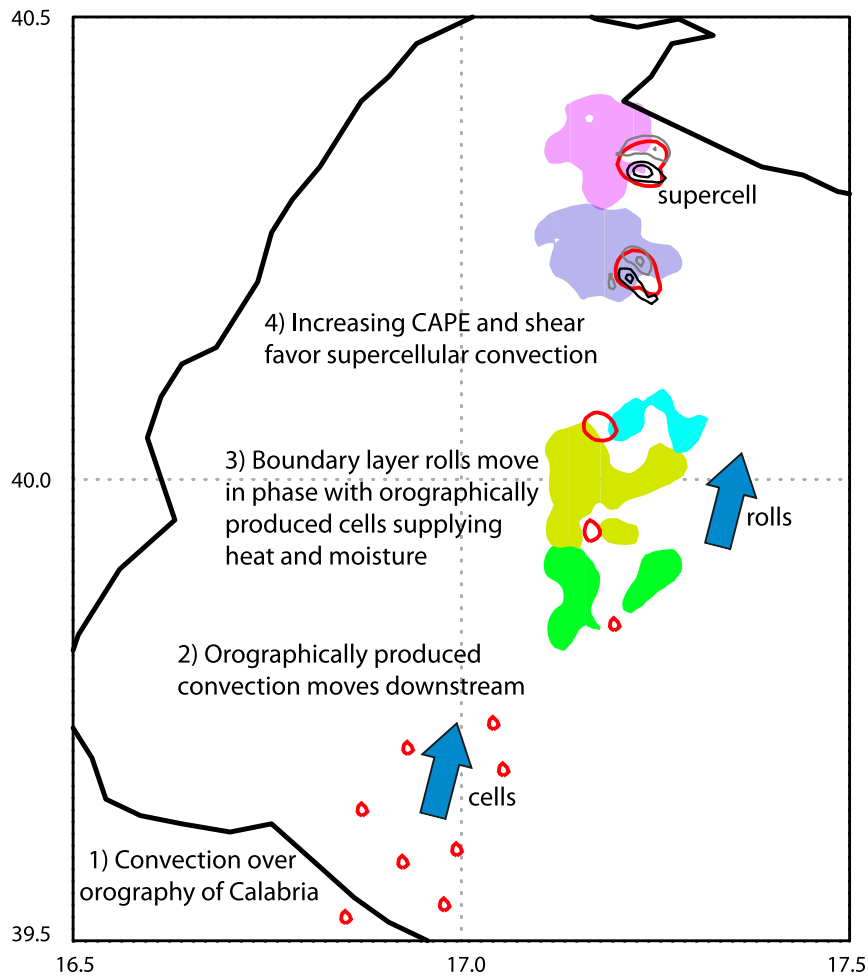 40.5
supercell
4) Increasing CAPE and shear
favor supercellular convection
3) Boundary layer rolls move
in phase with orographically
produced cells supplying
heat and moisture
40.0
rolls
2) Orographically produced
convection moves downstream
cells
1) Convection over
orography of Calabria
39.5
16.5
17.0
17.5